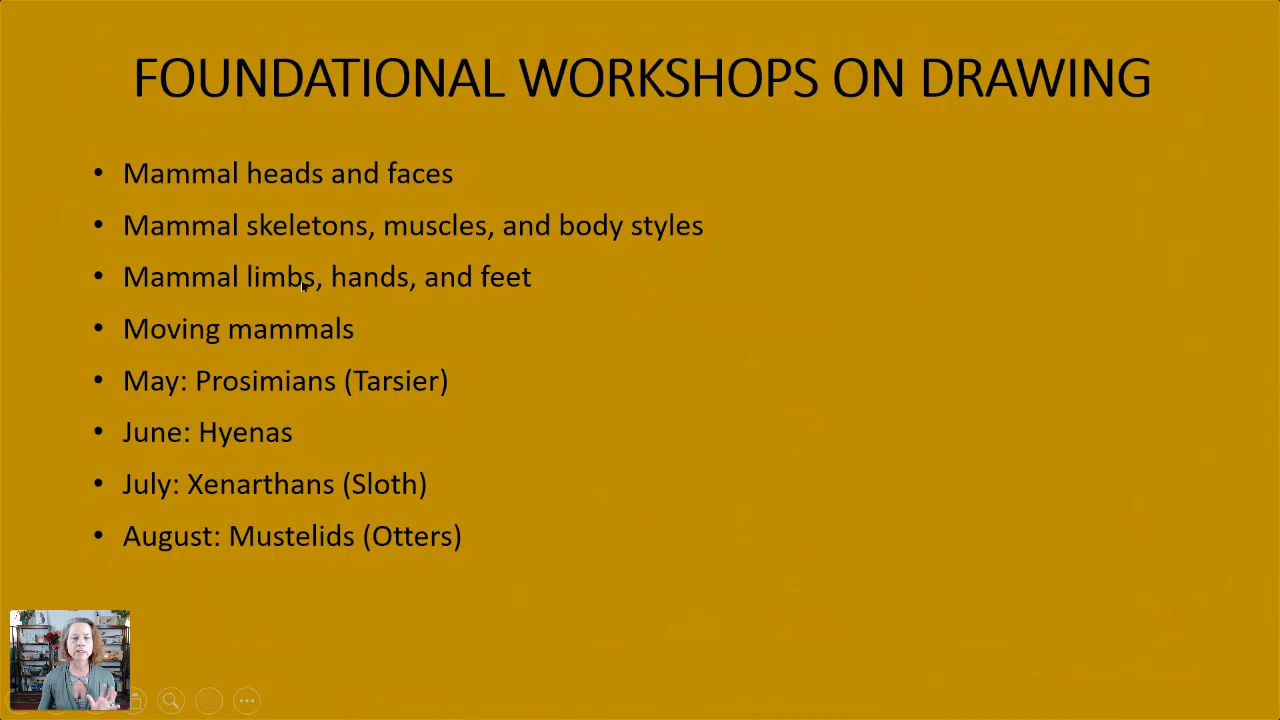 FOUNDATIONAL WORKSHOPS ON DRAWING
• Mammal heads and faces
• Mammal skeletons, muscles, and body styles
• Mammal limbs, hands, and feet
• Moving mammals
• May: Prosimians (Tarsier)
• June: Hyenas
• July: Xenarthans (Sloth)
• August: Mustelids (Otters)